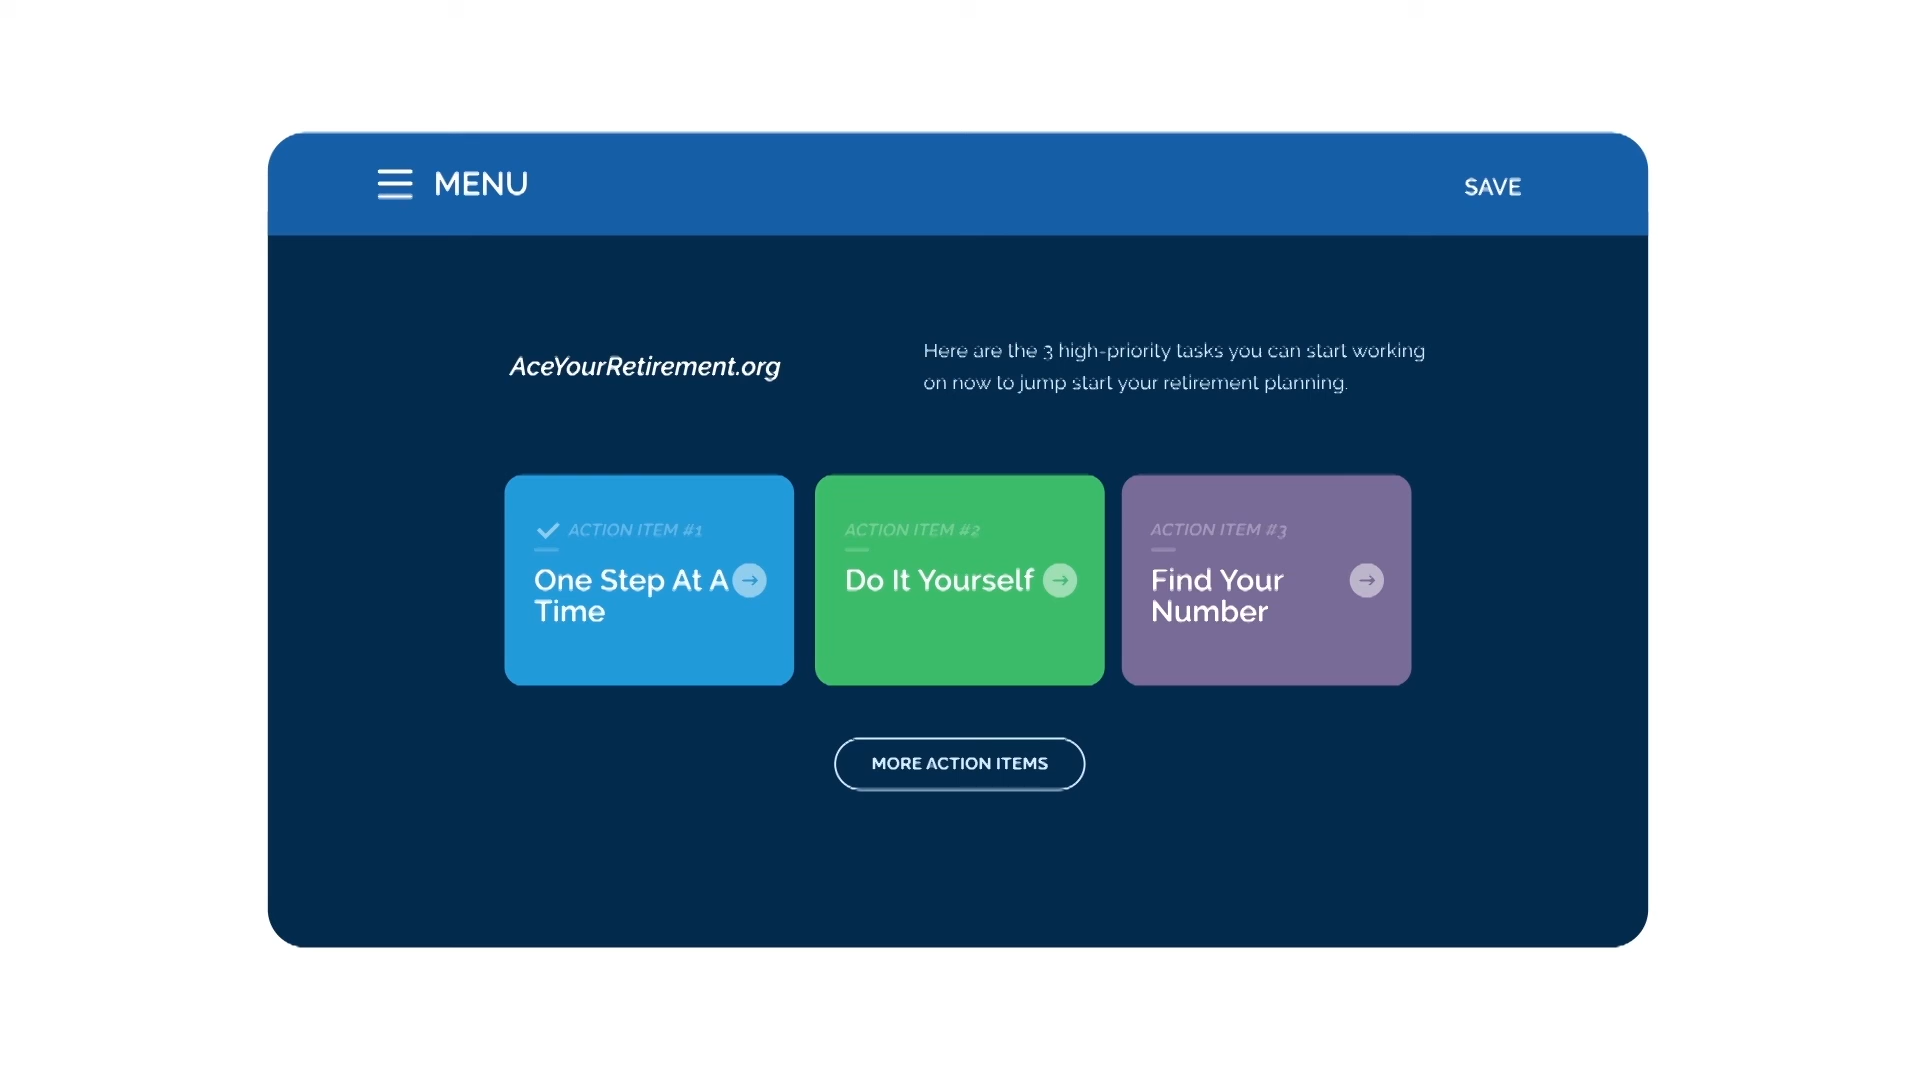 MENU
SAVE
AceYourRetirement.org
Here are the 3 high-priority tasks you can start working
on now to jump start your retirement planning.
ACTION ITEM #1
One Step At A
Time
ACTION ITEM #2
Do It Yourself
ACTION ITEM #3
Find Your
Number
MORE ACTION ITEMS